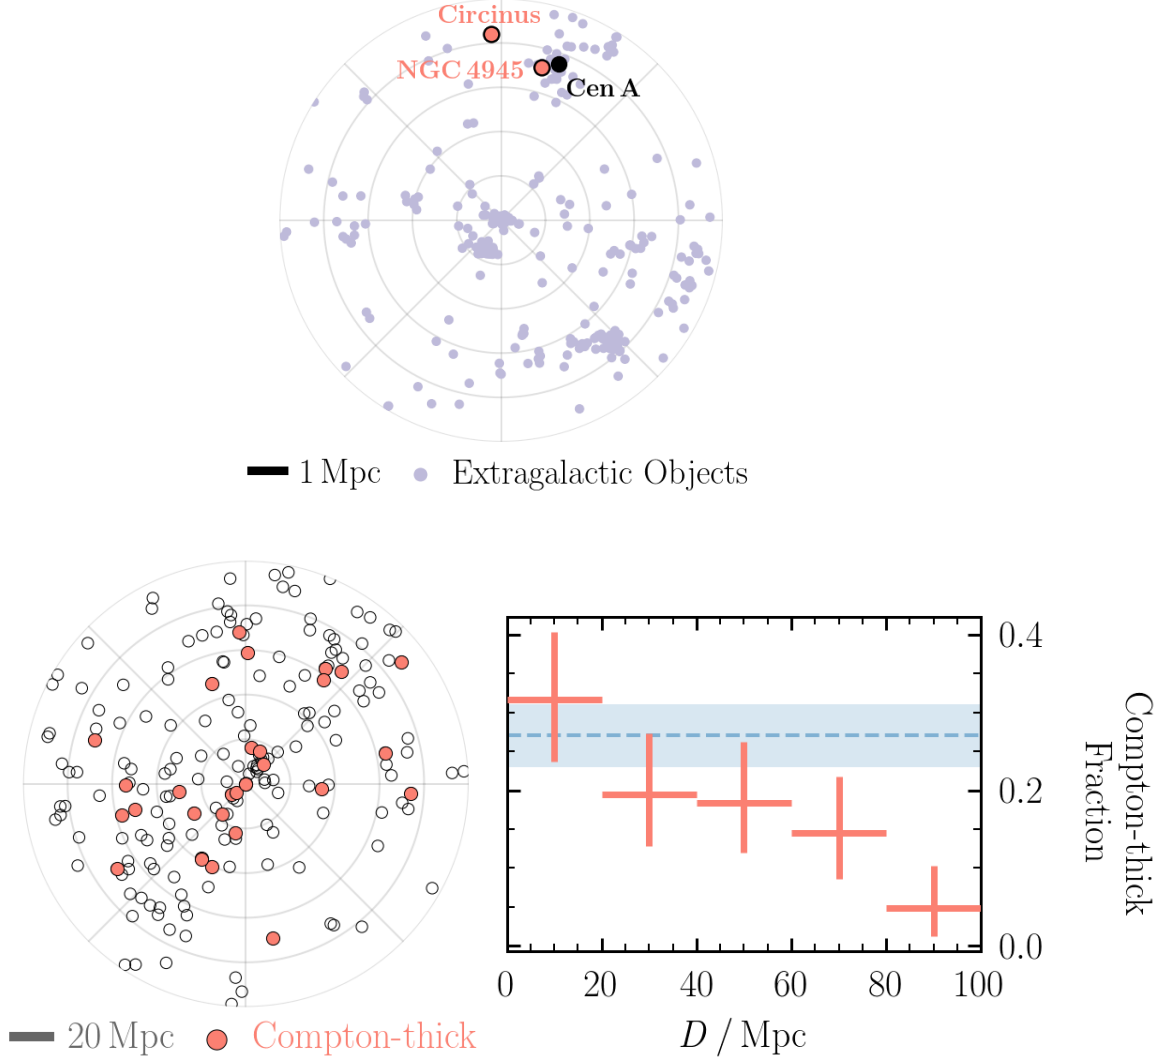 Circinus
NGC 4945
Cen A
1 Mpc
Extragalactic Objects
0.4
0.2
0.0
Compton-thick
Fraction
0
20
40
60
80
100
D / Mpc
20 Mpc
Compton-thick